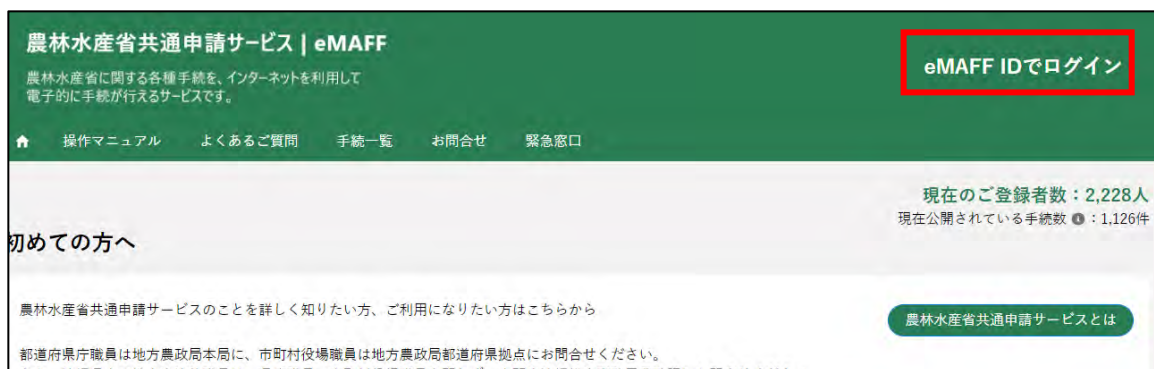 農林水産省共通申請サービス | eMAFF
農林水産省に関する各種手続を、インターネットを利用して
電子的に手続が行えるサービスです。
eMAFF IDでログイン
操作マニュアル よくあるご質問 手続一覧 お問合せ 緊急窓口
現在のご登録者数：2,228人
現在公開されている手続数 ：1,126件
初めての方へ
農林水産省共通申請サービスのことを詳しく知りたい方、ご利用になりたい方はこちらから
農林水産省共通申請サービスとは
都道府県庁職員は地方農政局本局に、市町村役場職員は地方農政局都道府県拠点にお問合せください。